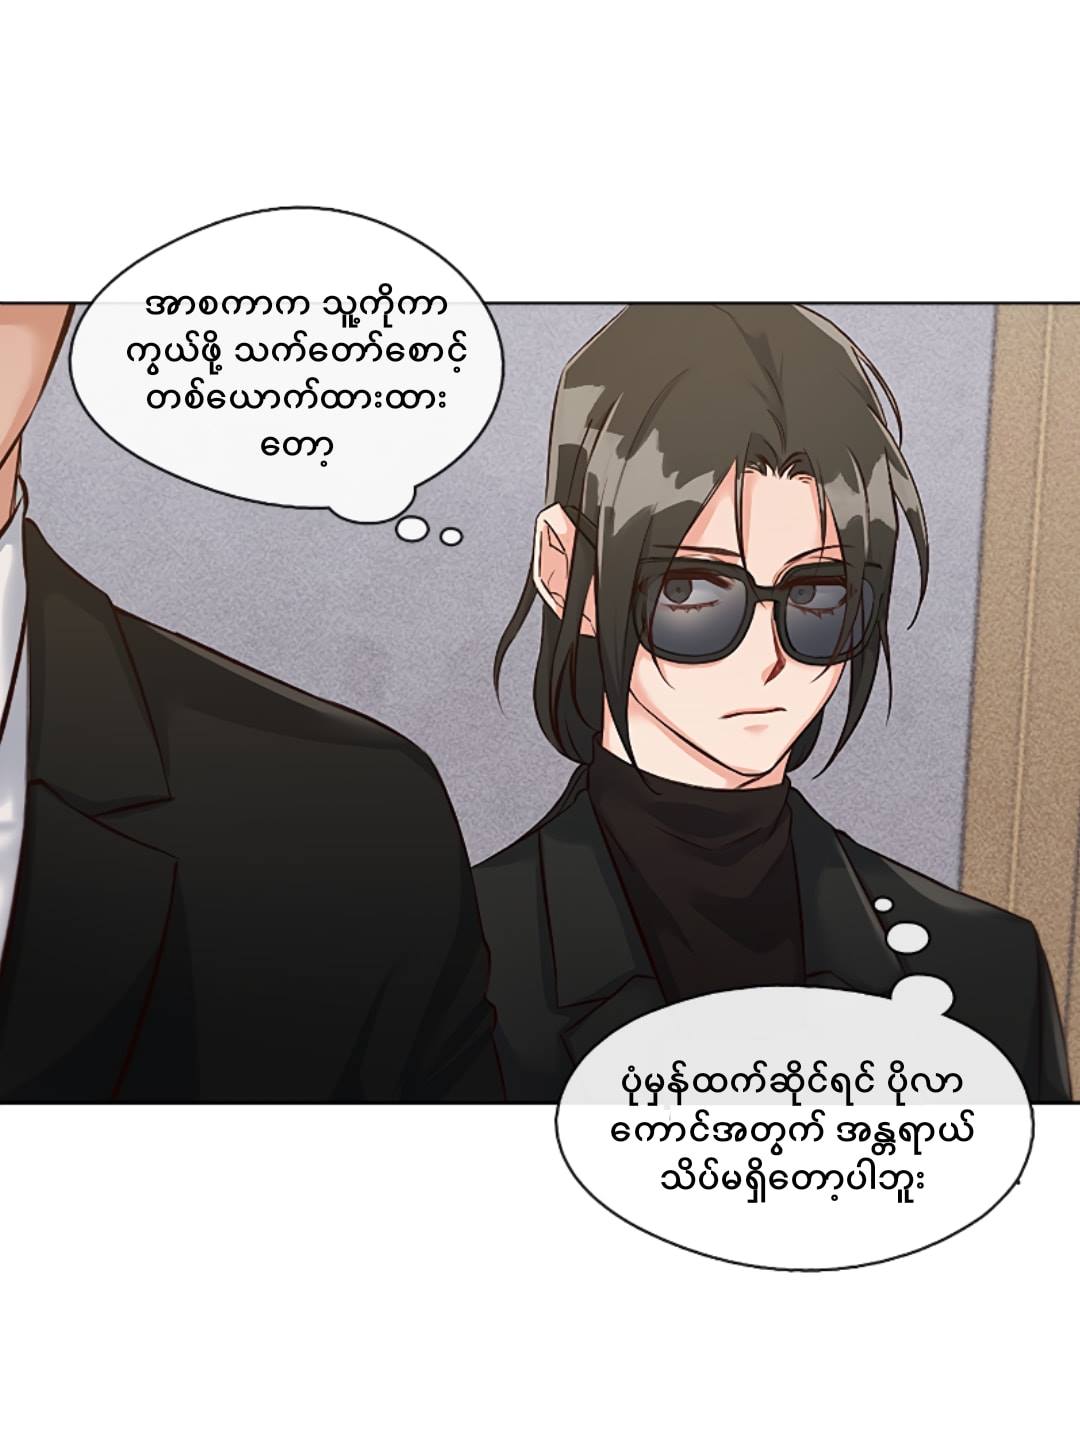 အာစကာက သူ့ကိုကာ
ကွယ်ဖို့ သက်တော်စောင့်
တစ်ယောက်ထားထား
တော့
ပုံမှန်ထက်ဆိုင်ရင် ပိုလာ
ကောင်အတွက် အန္တရာယ်
သိပ်မရှိတော့ပါဘူး